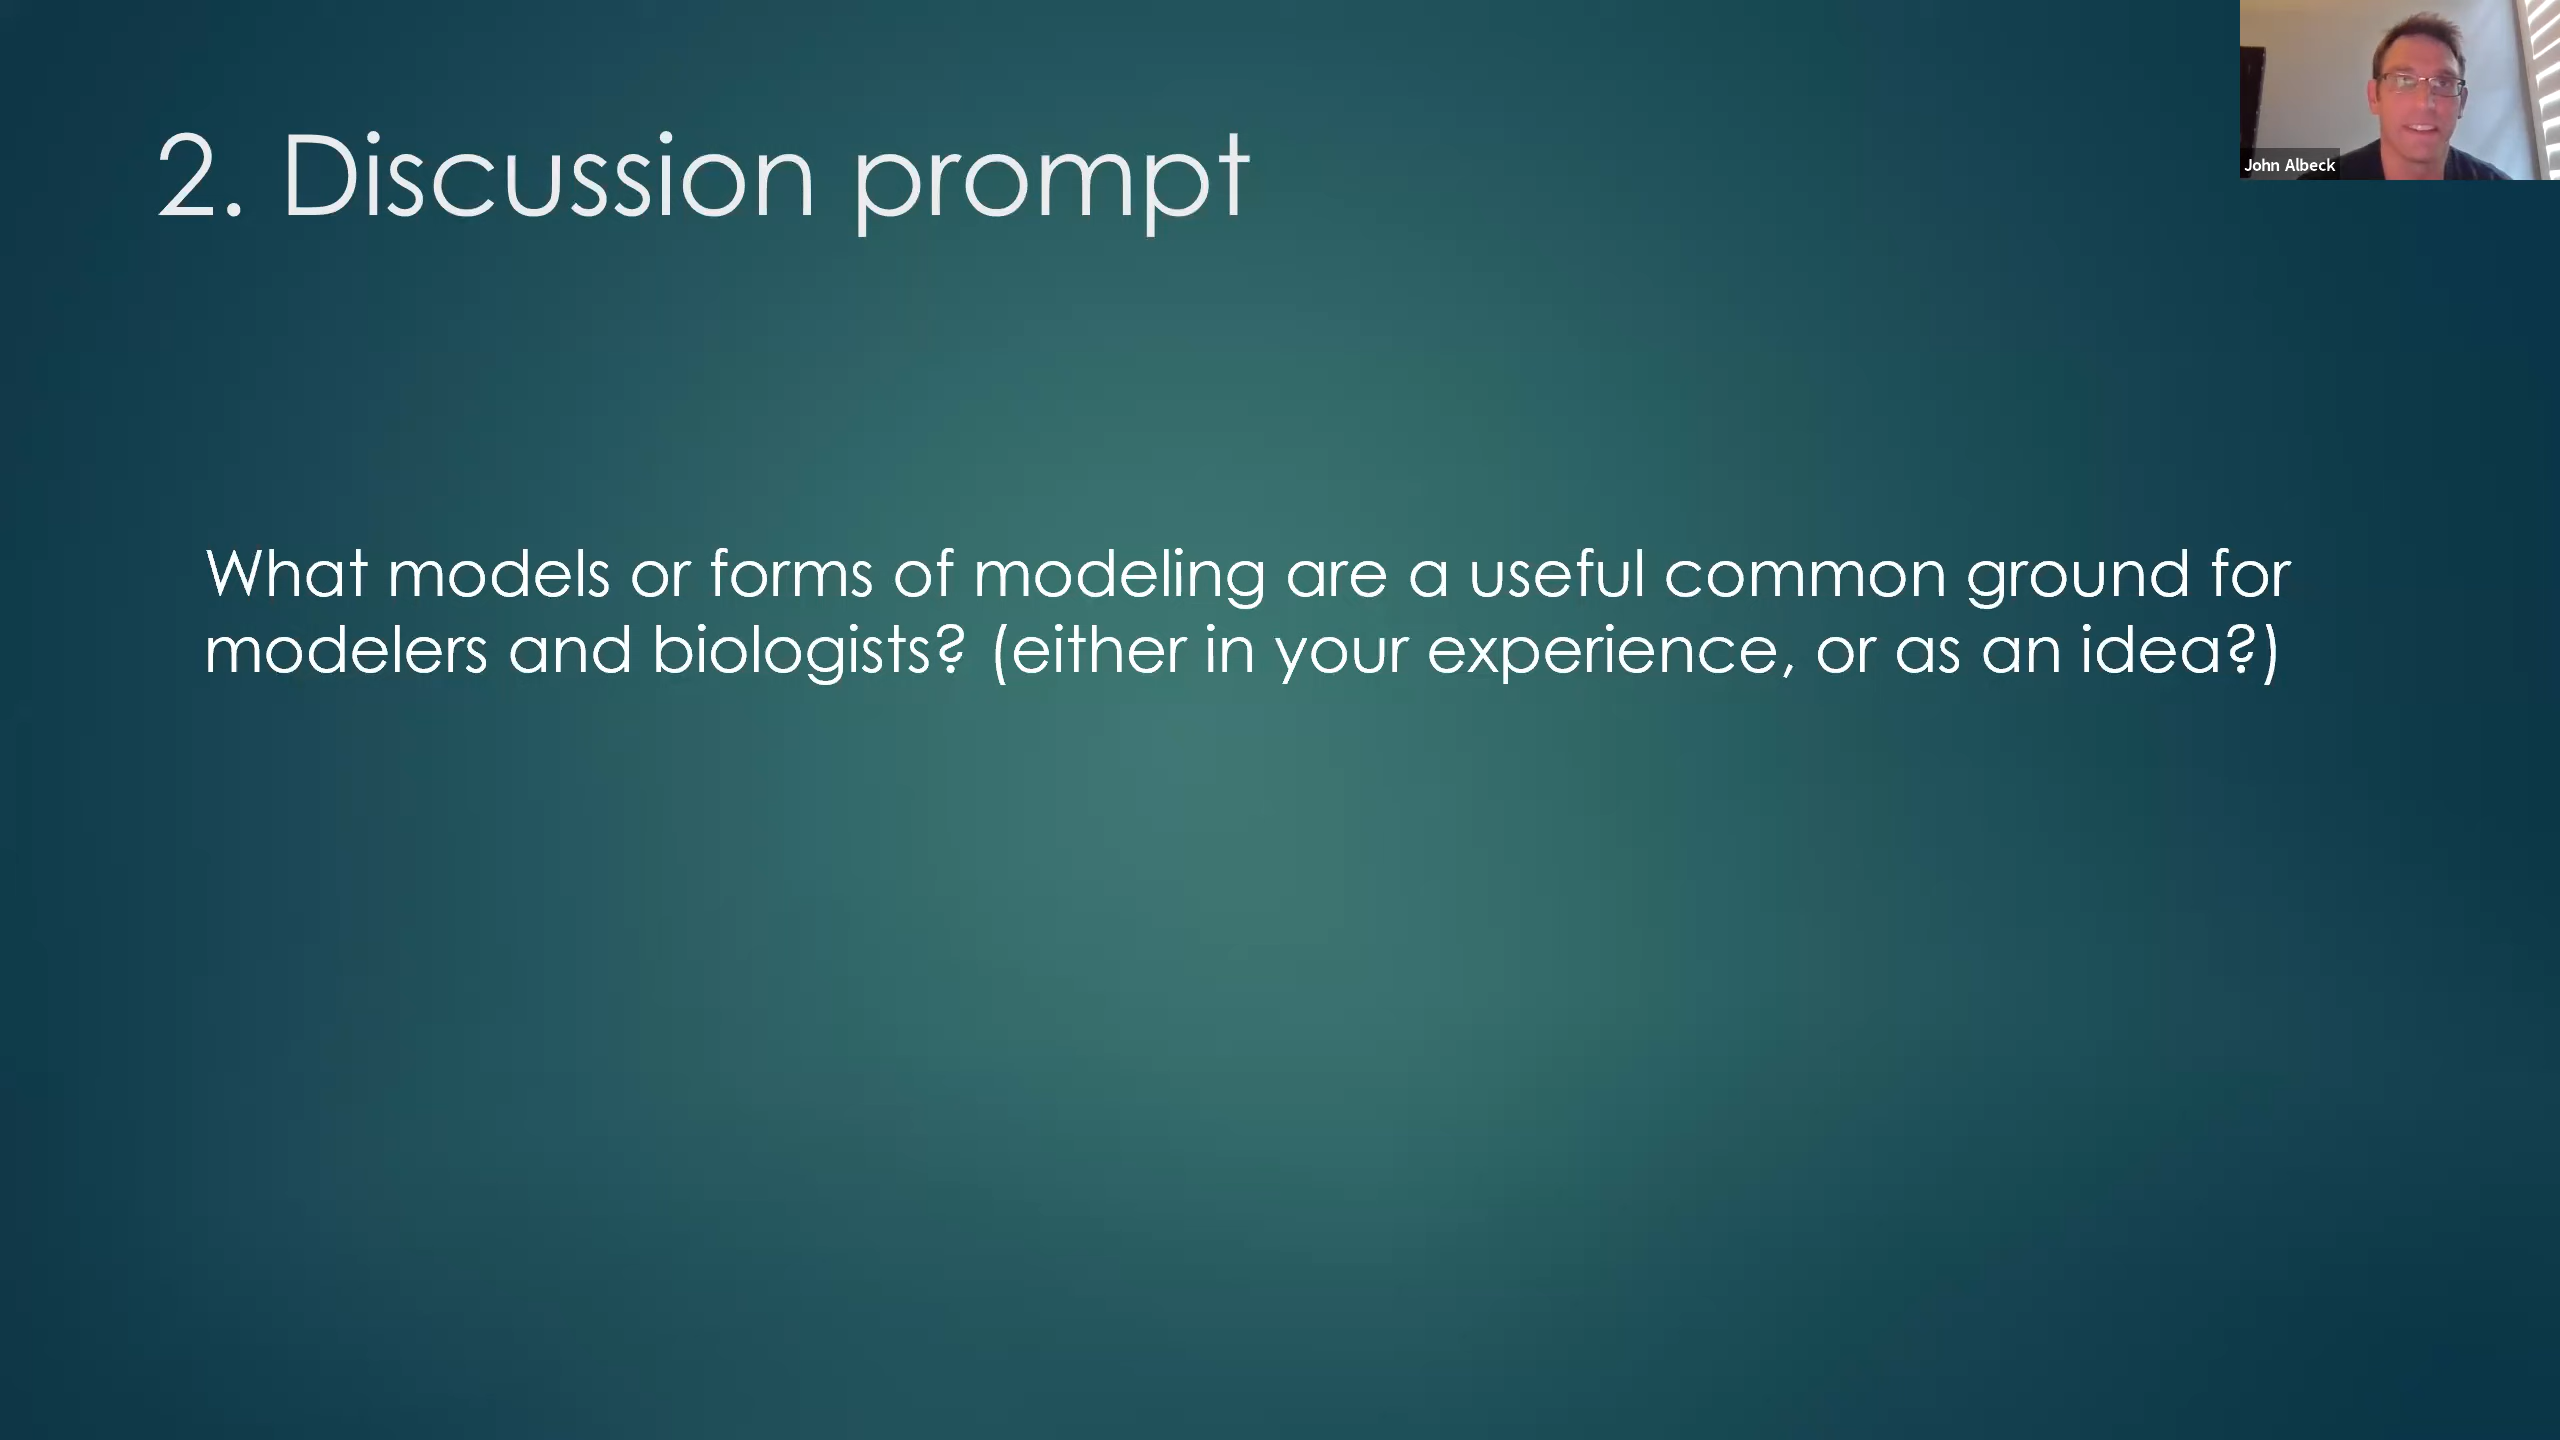 2. Discussion prompt
John Albeck
What models or forms of modeling are a useful common ground for
modelers and biologists? (either in your experience, or as an idea?)